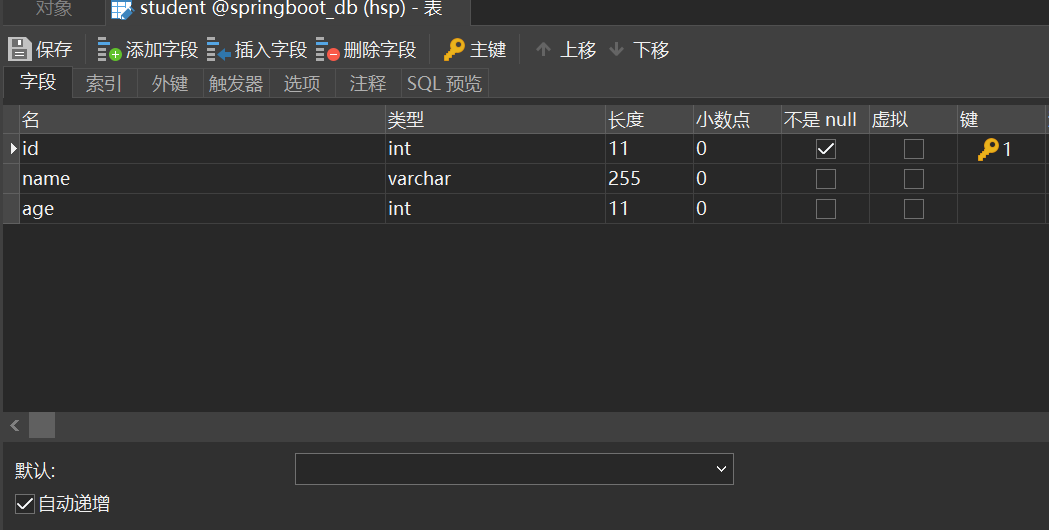 对象 student @springboot_db (hsp) - 表
保存 添加字段 插入字段 删除字段 主键 上移 下移
字段 索引 外键 触发器 选项 注释 SQL 预览
名 类型 长度 小数点 不是 null 虚拟 键
id int 11 0 1
name varchar 255 0
age int 11 0
默认:
自动递增